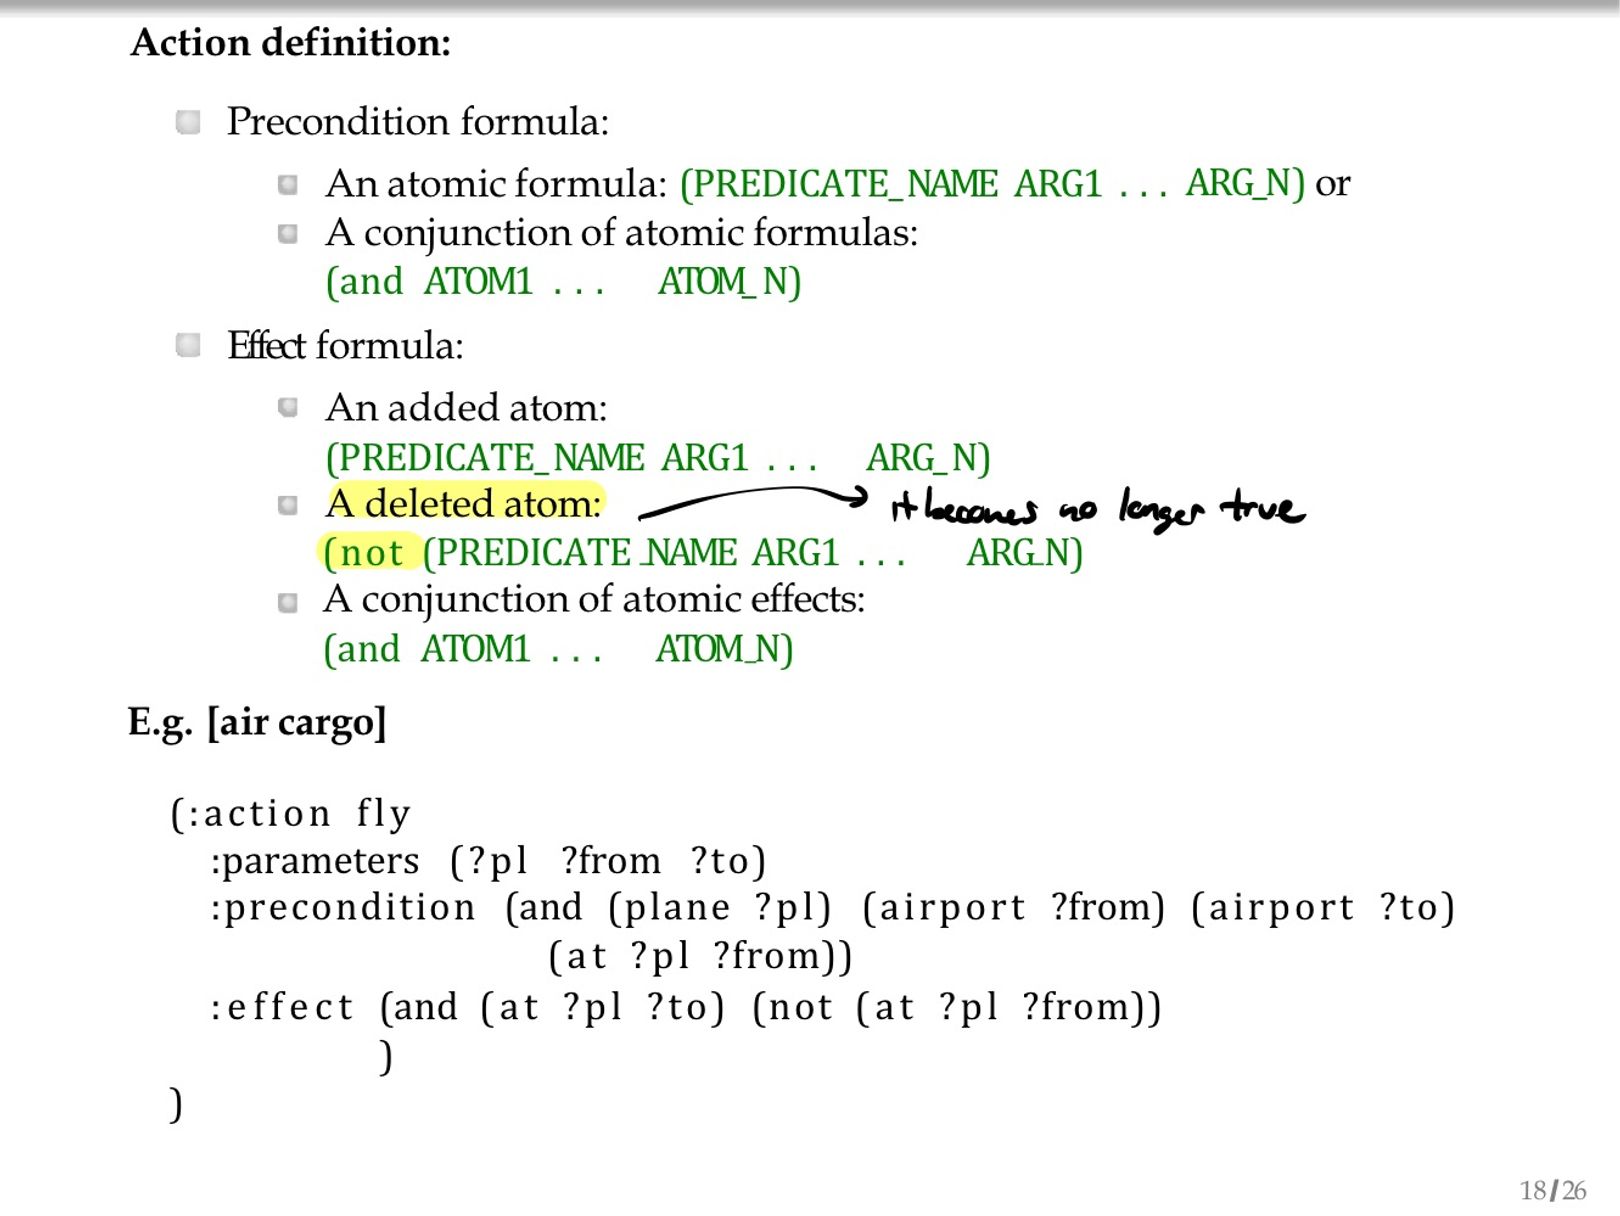 Action definition:
Precondition formula:
An atomic formula: (PREDICATE_NAME ARG1 ... ARG_N) or
A conjunction of atomic formulas:
(and ATOM1 ... ATOM_N)
Effect formula:
An added atom:
(PREDICATE_NAME ARG1 ... ARG_N)
A deleted atom: it becomes no longer true
(not (PREDICATE_NAME ARG1 ... ARG_N)
A conjunction of atomic effects:
(and ATOM1 ... ATOM_N)
E.g. [air cargo]
(:action fly
:parameters (?pl ?from ?to)
:precondition (and (plane ?pl) (airport ?from) (airport ?to)
(at ?pl ?from))
:effect (and (at ?pl ?to) (not (at ?pl ?from))
)
)
18/26